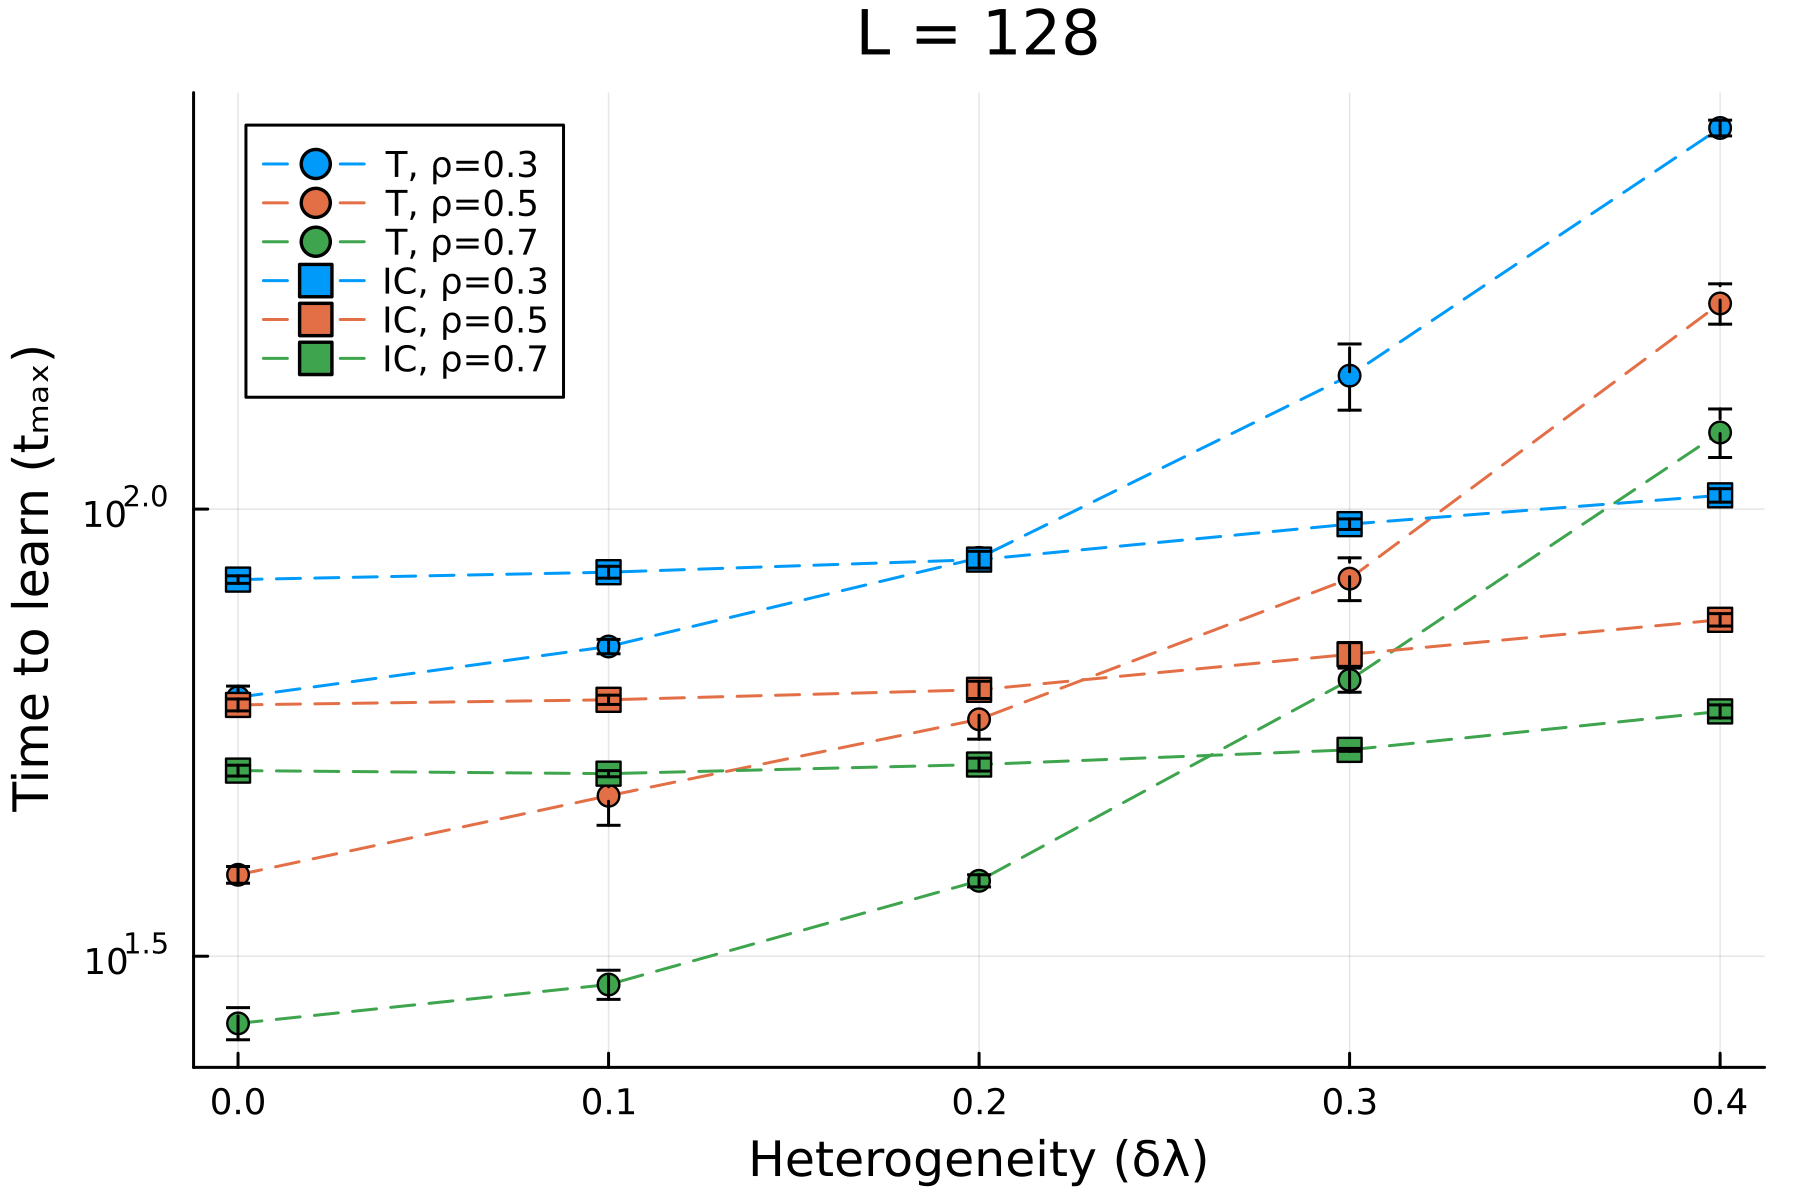 L = 128
T, ρ=0.3
T, ρ=0.5
T, ρ=0.7
IC, ρ=0.3
IC, ρ=0.5
IC, ρ=0.7
Time to learn (tₘₐₓ)
10^2.0
10^1.5
0.0 0.1 0.2 0.3 0.4
Heterogeneity (δλ)